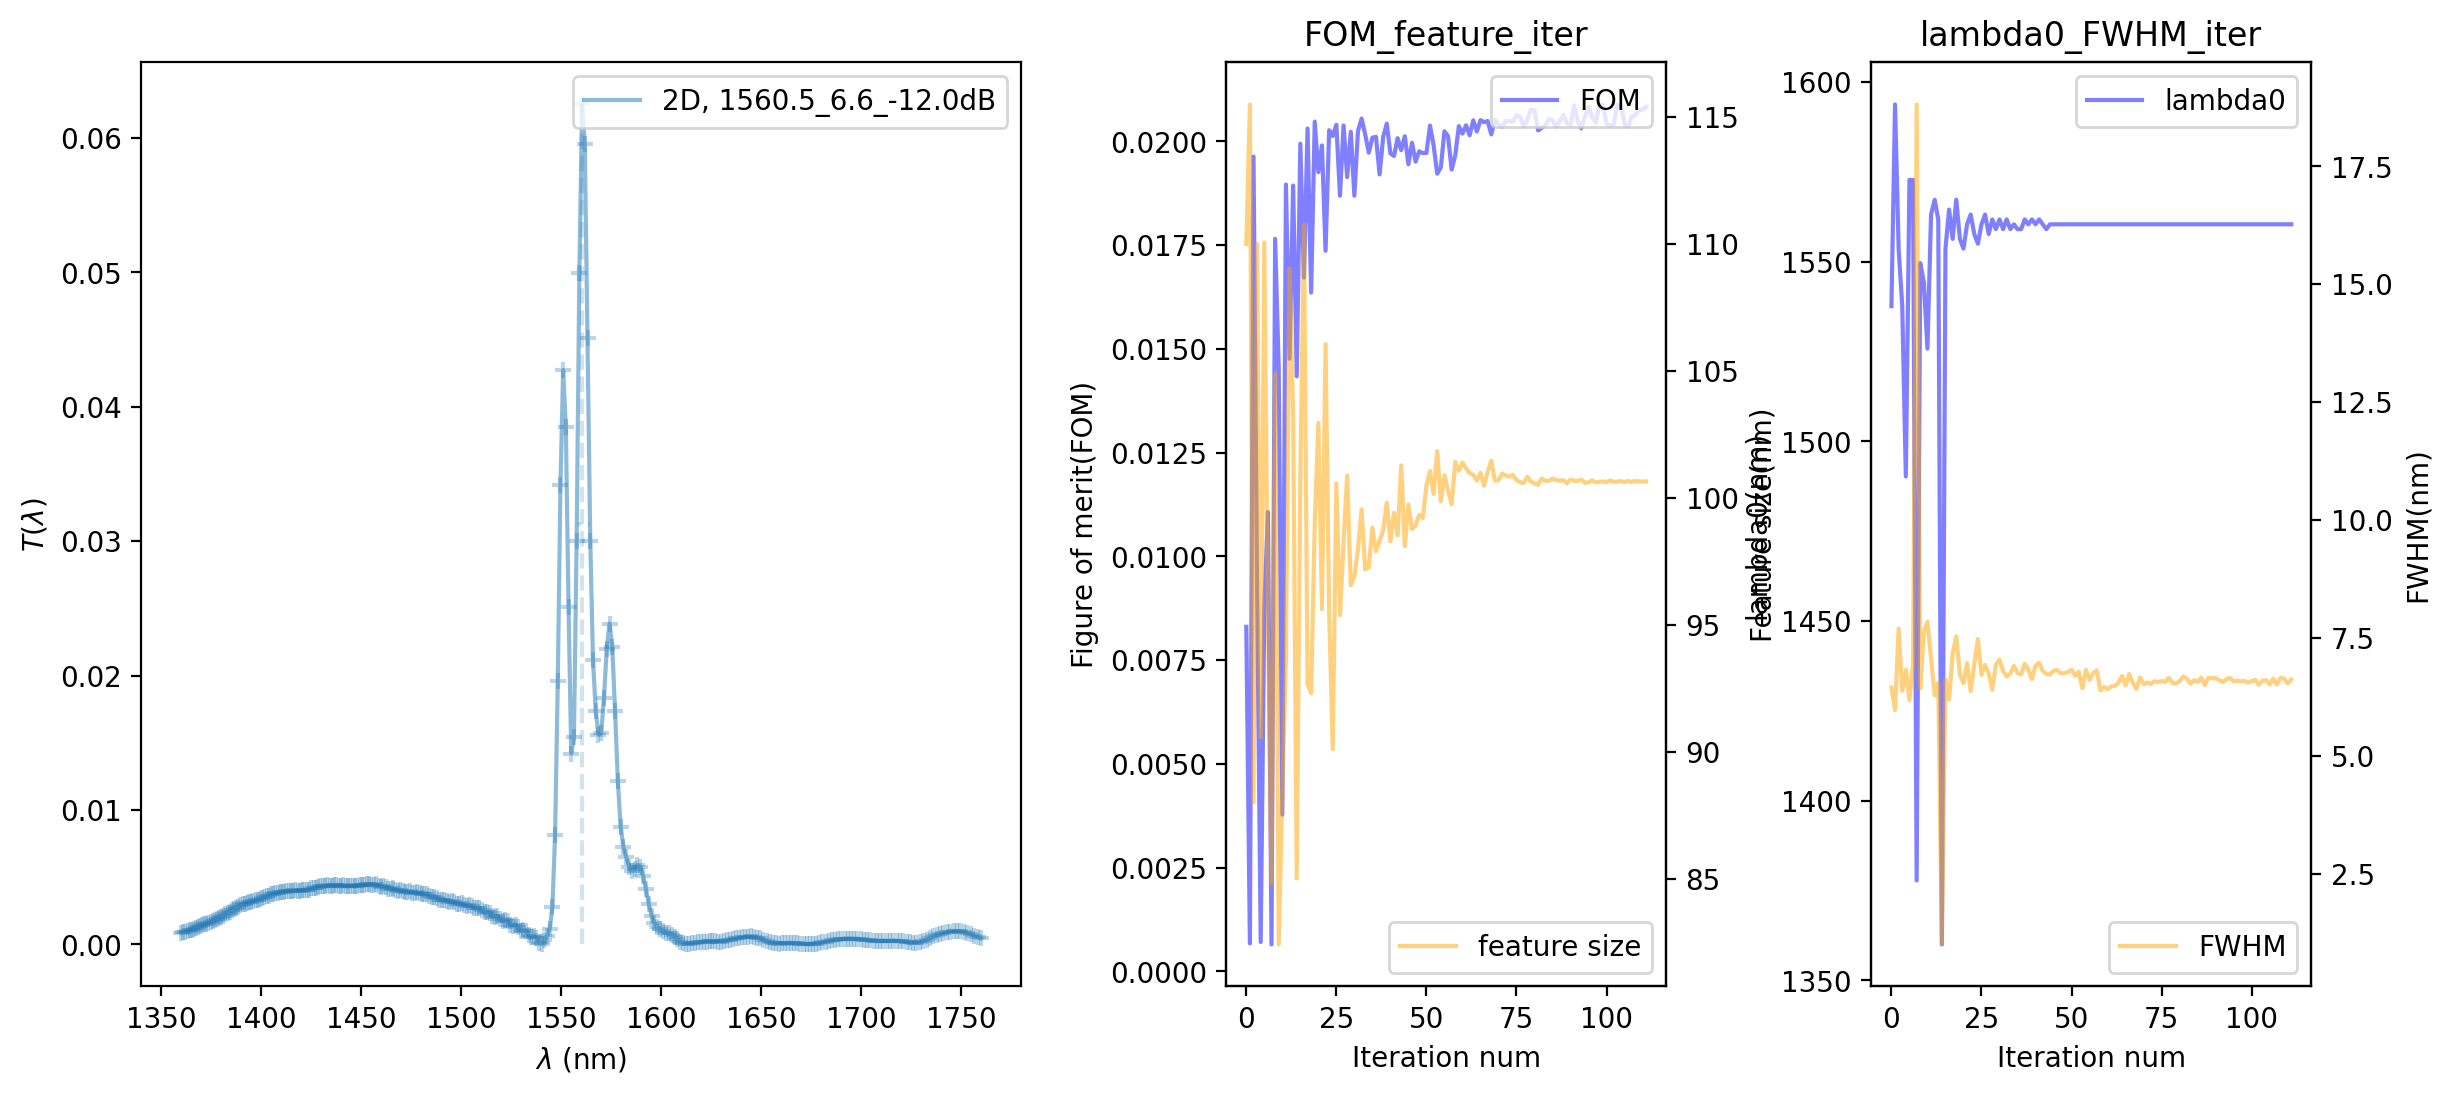 2D, 1560.5_6.6_-12.0dB
T(λ)
0.06
0.05
0.04
0.03
0.02
0.01
0.00
1350 1400 1450 1500 1550 1600 1650 1700 1750
λ (nm)
FOM_feature_iter
FOM
Figure of merit(FOM)
0.0200
0.0175
0.0150
0.0125
0.0100
0.0075
0.0050
0.0025
0.0000
115
110
105
100
95
90
85
Feature size(nm)
feature size
0 25 50 75 100
Iteration num
lambda0_FWHM_iter
lambda0
lambda0(nm)
1600
1550
1500
1450
1400
1350
17.5
15.0
12.5
10.0
7.5
5.0
2.5
FWHM(nm)
FWHM
0 25 50 75 100
Iteration num